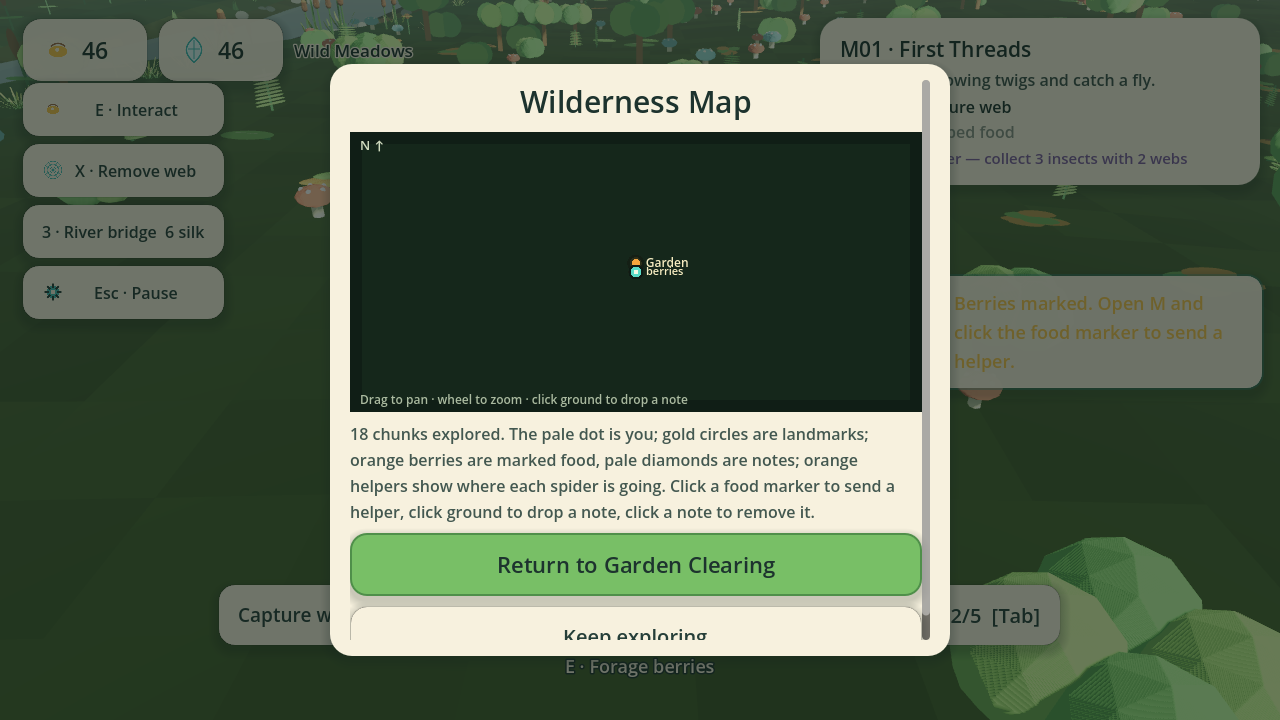 46
46
Wild Meadows
E · Interact
X · Remove web
3 · River bridge 6 silk
Esc · Pause
M01 · First Threads
twigs and catch a fly.
web
food
— collect 3 insects with 2 webs
Berries marked. Open M and
click the food marker to send a
helper.
Wilderness Map
N ↑
Garden
berries
Drag to pan · wheel to zoom · click ground to drop a note
18 chunks explored. The pale dot is you; gold circles are landmarks;
orange berries are marked food, pale diamonds are notes; orange
helpers show where each spider is going. Click a food marker to send a
helper, click ground to drop a note, click a note to remove it.
Return to Garden Clearing
Keep exploring
Capture
2/5 [Tab]
E · Forage berries